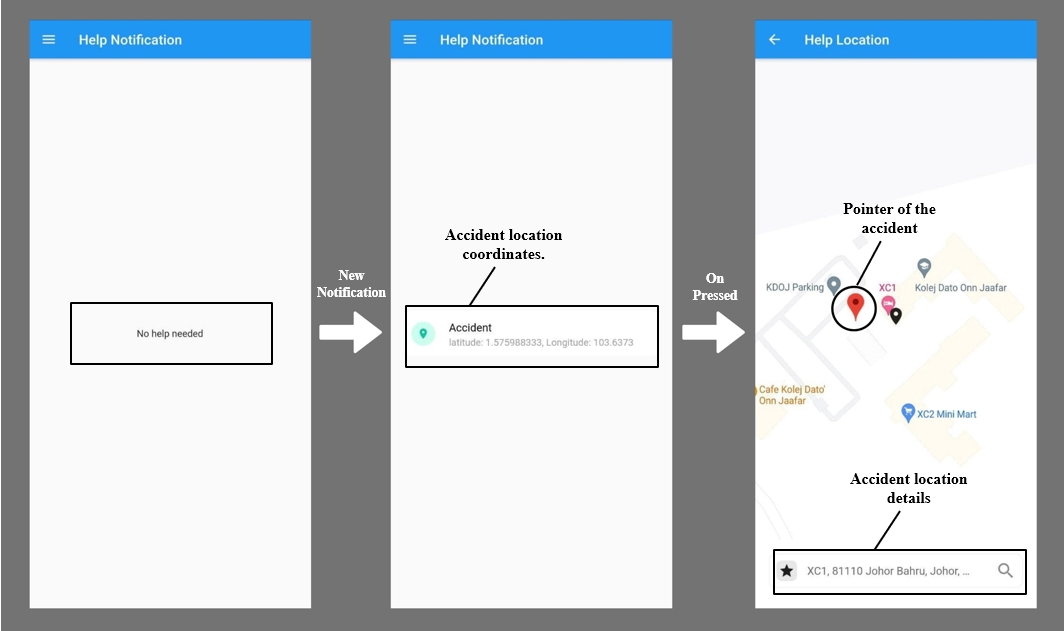 Help Notification
No help needed
New
Notification
Help Notification
Accident location
coordinates.
Accident
latitude: 1.575988333, Longitude: 103.6373
On
Pressed
Help Location
Pointer of the
accident
KDOJ Parking
XC1
Kolej Dato Onn Jaafar
Cafe Kolej Dato'
Onn Jaafar
XC2 Mini Mart
Accident location
details
XC1, 81110 Johor Bahru, Johor, ...